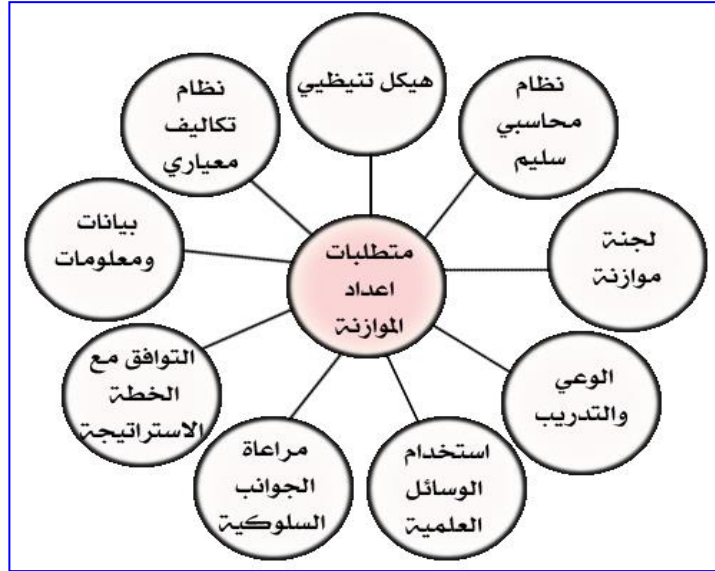 متطلبات
اعداد
الموازنة
هيكل تنيظيي
نظام
محاسبي
سليم
لجنة
موازنة
الوعي
والتدريب
استخدام
الوسائل
العلمية
مراعاة
الجوانب
السلوكية
التوافق مع
الخطة
الاستراتيجة
بيانات
ومعلومات
نظام
تكاليف
معياري